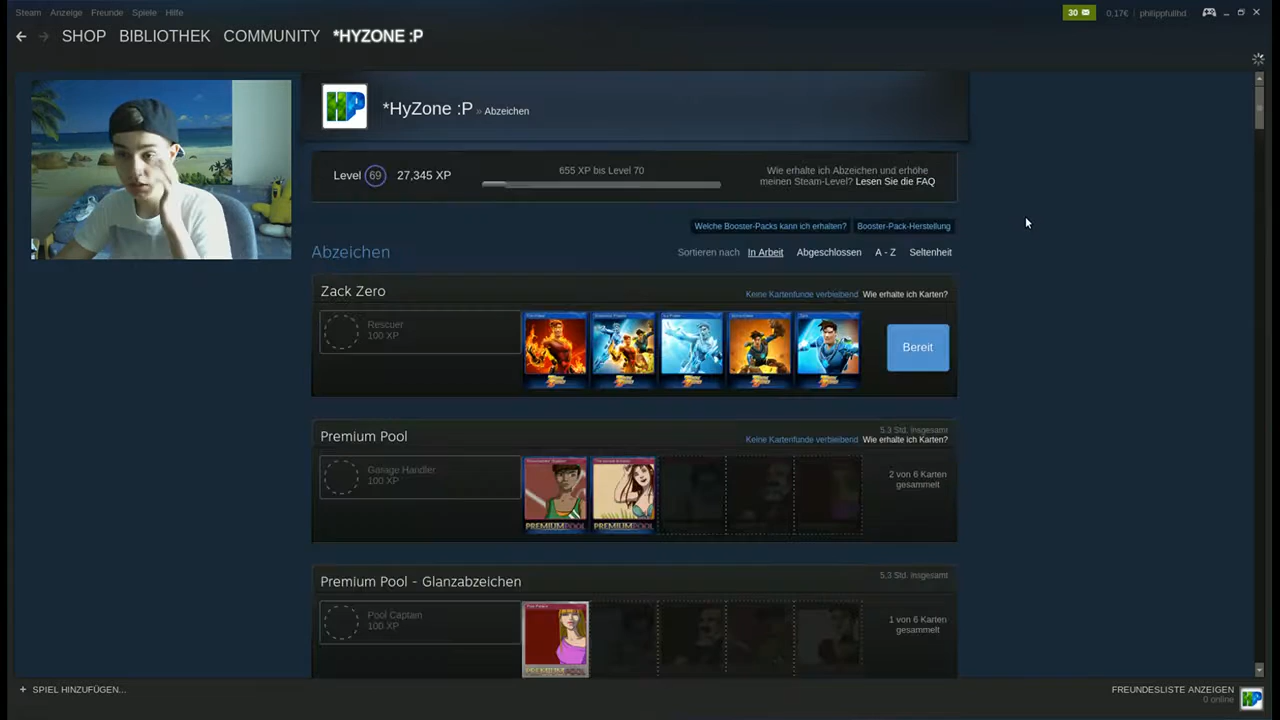 Steam Anzeige Freunde Spiele Hilfe
30 0.17€ philippfullhd
SHOP BIBLIOTHEK COMMUNITY *HYZONE :P
HP *HyZone :P » Abzeichen
Level 69 27,345 XP
655 XP bis Level 70
Wie erhalte ich Abzeichen und erhöhe
meinen Steam-Level? Lesen Sie die FAQ
Welche Booster-Packs kann ich erhalten? Booster-Pack-Herstellung
Abzeichen
Sortieren nach In Arbeit Abgeschlossen A - Z Seltenheit
Zack Zero
Keine Kartenfunde verbleibend Wie erhalte ich Karten?
Rescuer
100 XP
Bereit
Premium Pool
5.3 Std. insgesamt
Keine Kartenfunde verbleibend Wie erhalte ich Karten?
Garage Handler
100 XP
PREMIUMPOOL PREMIUMPOOL
2 von 6 Karten
gesammelt
Premium Pool - Glanzabzeichen
5.3 Std. insgesamt
Pool Captain
100 XP
PREMIUMPOOL
1 von 6 Karten
gesammelt
+ SPIEL HINZUFÜGEN...
FREUNDESLISTE ANZEIGEN
0 online
HP